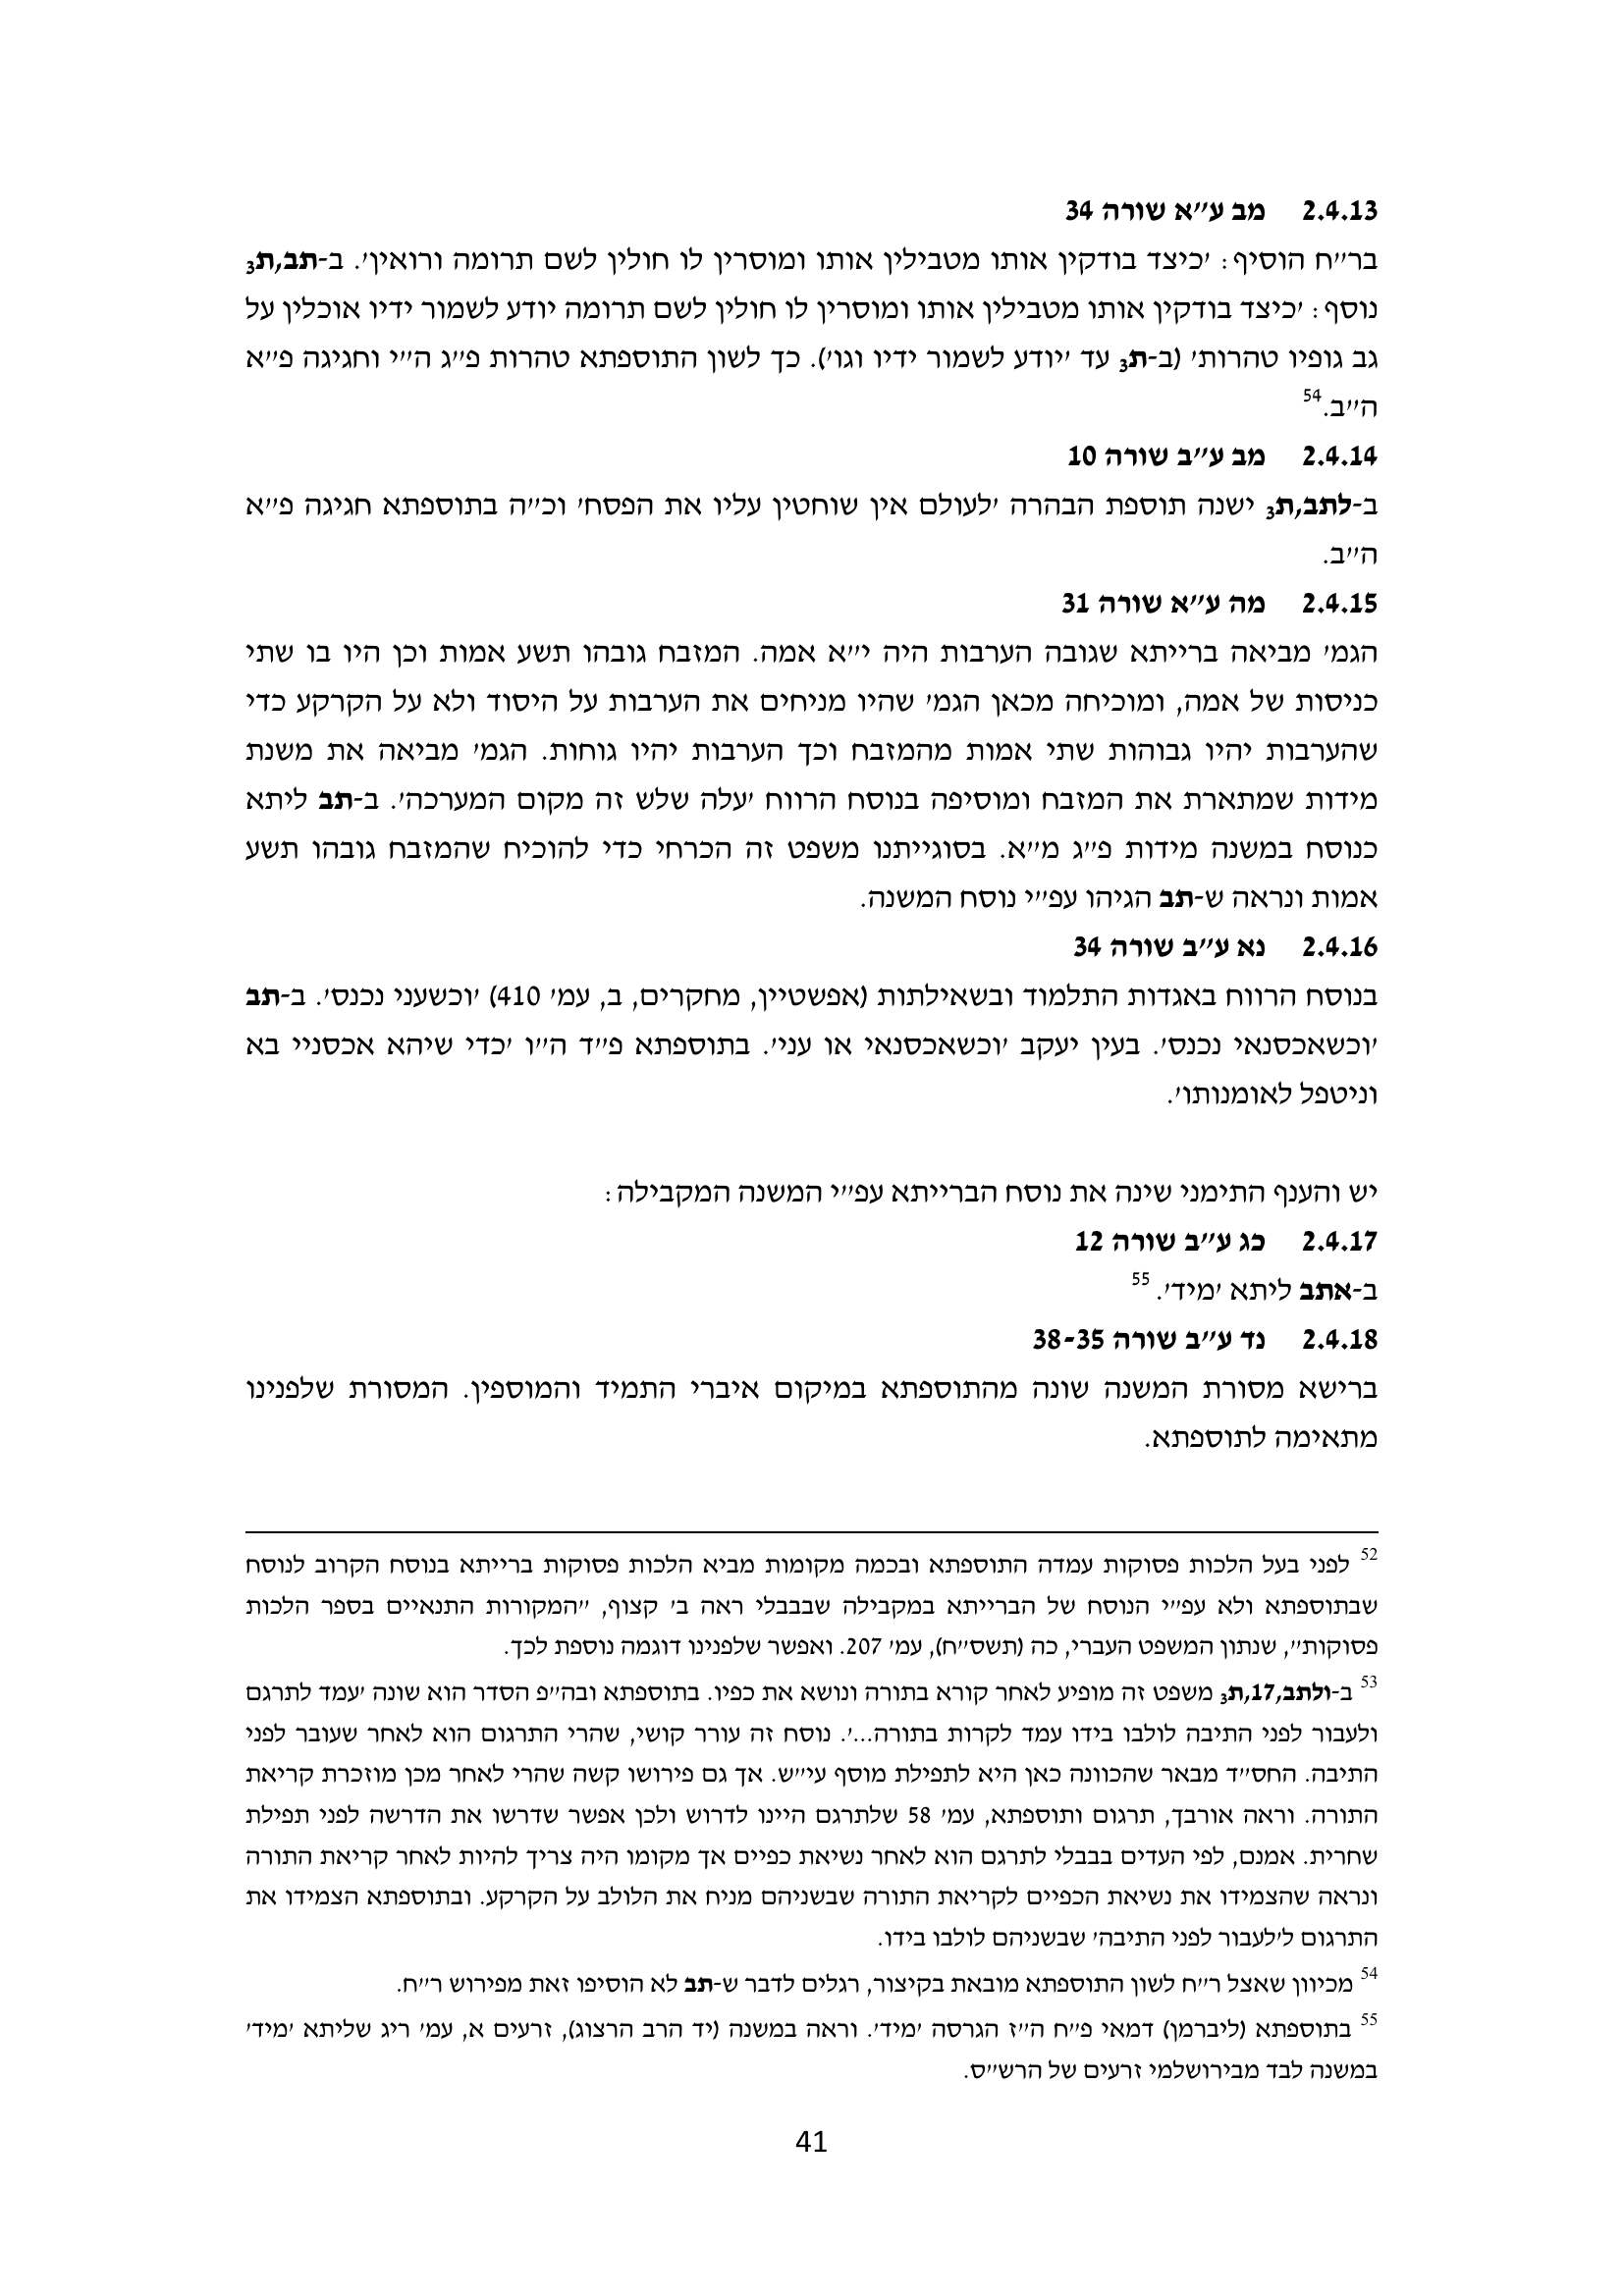 2.4.13 מב ע״א שורה 34
בר״ח הוסיף: ׳כיצד בודקין אותו מטבילין אותו ומוסרין לו חולין לשם תרומה ורואין׳. ב-תב,ת3
נוסף: ׳כיצד בודקין אותו מטבילין אותו ומוסרין לו חולין לשם תרומה יודע לשמור ידיו אוכלין על
גב גופיו טהרות׳ (ב-ת3 עד ׳יודע לשמור ידיו וגו׳). כך לשון התוספתא טהרות פ״ג ה״י וחגיגה פ״א
ה״ב.54
2.4.14 מב ע״ב שורה 10
ב-לתב,ת3 ישנה תוספת הבהרה ׳לעולם אין שוחטין עליו את הפסח׳ וכ״ה בתוספתא חגיגה פ״א
ה״ב.
2.4.15 מה ע״א שורה 31
הגמ׳ מביאה ברייתא שגובה הערבות היה י״א אמה. המזבח גובהו תשע אמות וכן היו בו שתי
כניסות של אמה, ומוכיחה מכאן הגמ׳ שהיו מניחים את הערבות על היסוד ולא על הקרקע כדי
שהערבות יהיו גבוהות שתי אמות מהמזבח וכך הערבות יהיו גוחות. הגמ׳ מביאה את משנת
מידות שמתארת את המזבח ומוסיפה בנוסח הרווח ׳עלה שלש זה מקום המערכה׳. ב-תב ליתא
כנוסח במשנה מידות פ״ג מ״א. בסוגייתנו משפט זה הכרחי כדי להוכיח שהמזבח גובהו תשע
אמות ונראה ש-תב הגיהו עפ״י נוסח המשנה.
2.4.16 נא ע״ב שורה 34
בנוסח הרווח באגדות התלמוד ובשאילתות (אפשטיין, מחקרים, ב, עמ׳ 410) ׳וכשעני נכנס׳. ב-תב
׳וכשאכסנאי נכנס׳. בעין יעקב ׳וכשאכסנאי או עני׳. בתוספתא פ״ד ה״ו ׳כדי שיהא אכסניי בא
וניטפל לאומנותו׳.
יש והענף התימני שינה את נוסח הברייתא עפ״י המשנה המקבילה:
2.4.17 כג ע״ב שורה 12
ב-אתב ליתא ׳מיד׳. 55
2.4.18 נד ע״ב שורה 38-35
ברישא מסורת המשנה שונה מהתוספתא במיקום איברי התמיד והמוספין. המסורת שלפנינו
מתאימה לתוספתא.
52 לפני בעל הלכות פסוקות עמדה התוספתא ובכמה מקומות מביא הלכות פסוקות ברייתא בנוסח הקרוב לנוסח
שבתוספתא ולא עפ״י הנוסח של הברייתא במקבילה שבבבלי ראה ב׳ קצוף, ״המקורות התנאיים בספר הלכות
פסוקות״, שנתון המשפט העברי, כה (תשס״ח), עמ׳ 207. ואפשר שלפנינו דוגמה נוספת לכך.
53 ב-ולתב,17,ת3 משפט זה מופיע לאחר קורא בתורה ונושא את כפיו. בתוספתא ובה״פ הסדר הוא שונה ׳עמד לתרגם
ולעבור לפני התיבה לולבו בידו עמד לקרות בתורה...׳. נוסח זה עורר קושי, שהרי התרגום הוא לאחר שעובר לפני
התיבה. החס״ד מבאר שהכוונה כאן היא לתפילת מוסף עי״ש. אך גם פירושו קשה שהרי לאחר מכן מוזכרת קריאת
התורה. וראה אורבך, תרגום ותוספתא, עמ׳ 58 שלתרגם היינו לדרוש ולכן אפשר שדרשו את הדרשה לפני תפילת
שחרית. אמנם, לפי העדים בבבלי לתרגם הוא לאחר נשיאת כפיים אך מקומו היה צריך להיות לאחר קריאת התורה
ונראה שהצמידו את נשיאת הכפיים לקריאת התורה שבשניהם מניח את הלולב על הקרקע. ובתוספתא הצמידו את
התרגום ל׳לעבור לפני התיבה׳ שבשניהם לולבו בידו.
54 מכיוון שאצל ר״ח לשון התוספתא מובאת בקיצור, רגלים לדבר ש-תב לא הוסיפו זאת מפירוש ר״ח.
55 בתוספתא (ליברמן) דמאי פ״ח ה״ז הגרסה ׳מיד׳. וראה במשנה (יד הרב הרצוג), זרעים א, עמ׳ ריג שליתא ׳מיד׳
במשנה לבד מבירושלמי זרעים של הרש״ס.
41